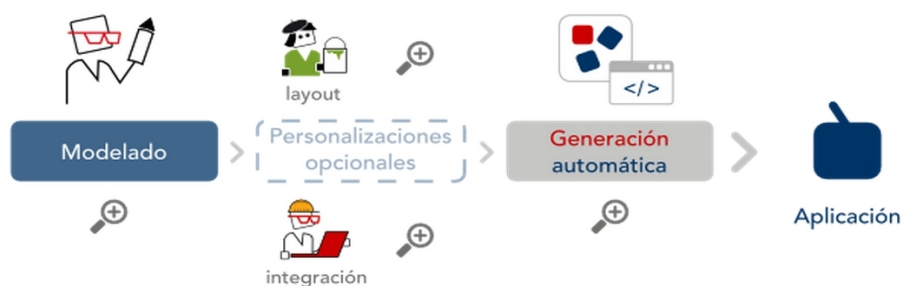 layout
Modelado
Personalizaciones
opcionales
Generación
automática
</>
Aplicación
integración